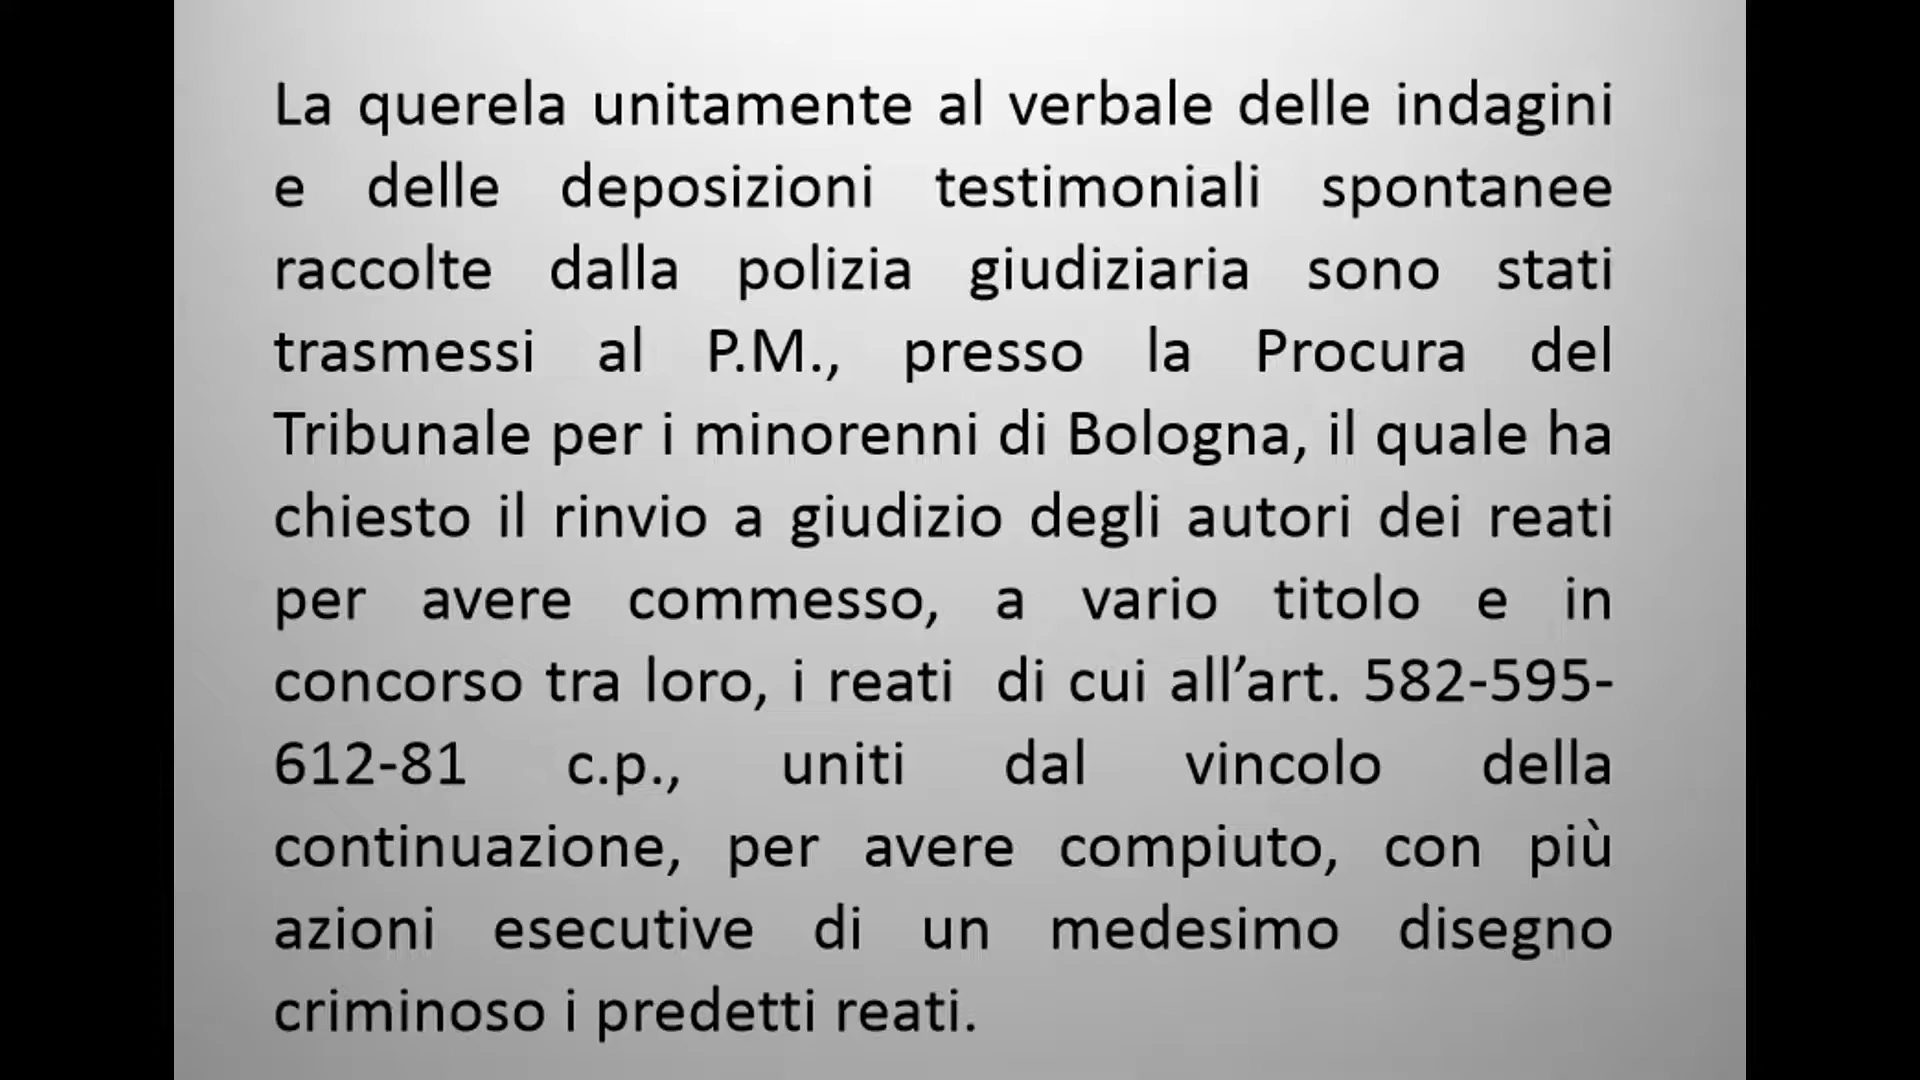 La querela unitamente al verbale delle indagini
e delle deposizioni testimoniali spontanee
raccolte dalla polizia giudiziaria sono stati
trasmessi al P.M., presso la Procura del
Tribunale per i minorenni di Bologna, il quale ha
chiesto il rinvio a giudizio degli autori dei reati
per avere commesso, a vario titolo e in
concorso tra loro, i reati di cui all’art. 582-595-
612-81 c.p., uniti dal vincolo della
continuazione, per avere compiuto, con più
azioni esecutive di un medesimo disegno
criminoso i predetti reati.